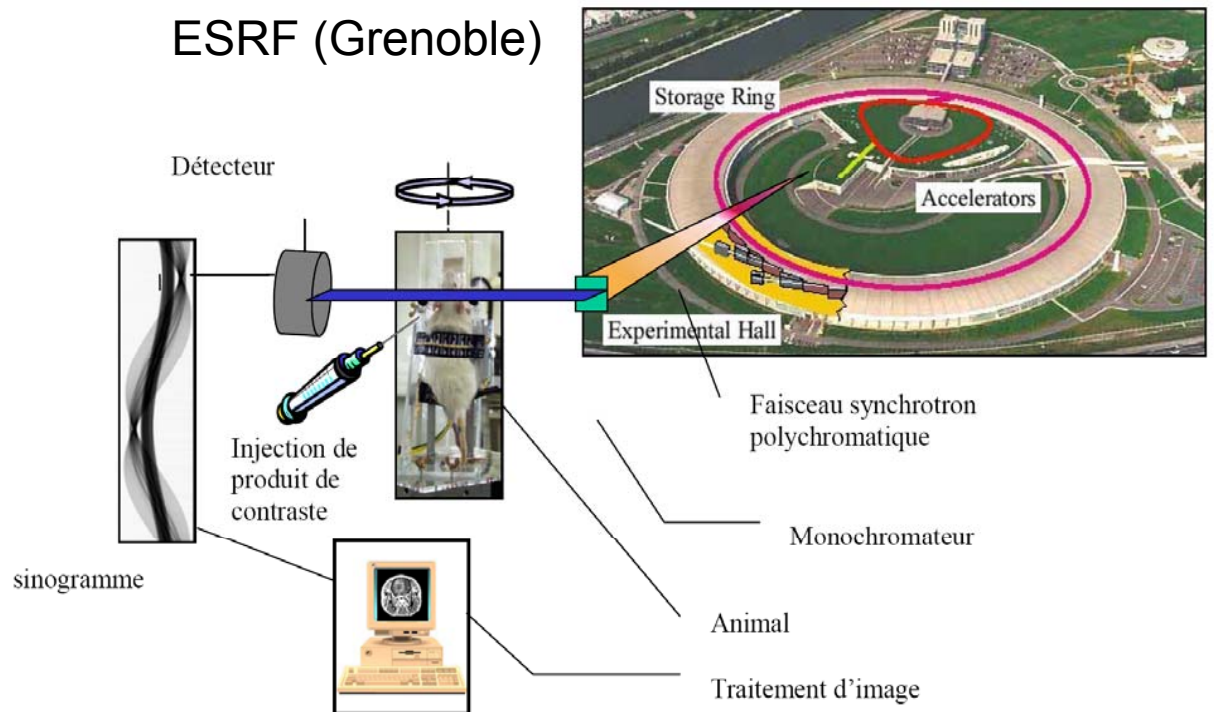 ESRF (Grenoble)
Storage Ring
Accelerators
Experimental Hall
Détecteur
Injection de
produit de
contraste
Faisceau synchrotron
polychromatique
Monochromateur
sinogramme
Animal
Traitement d'image